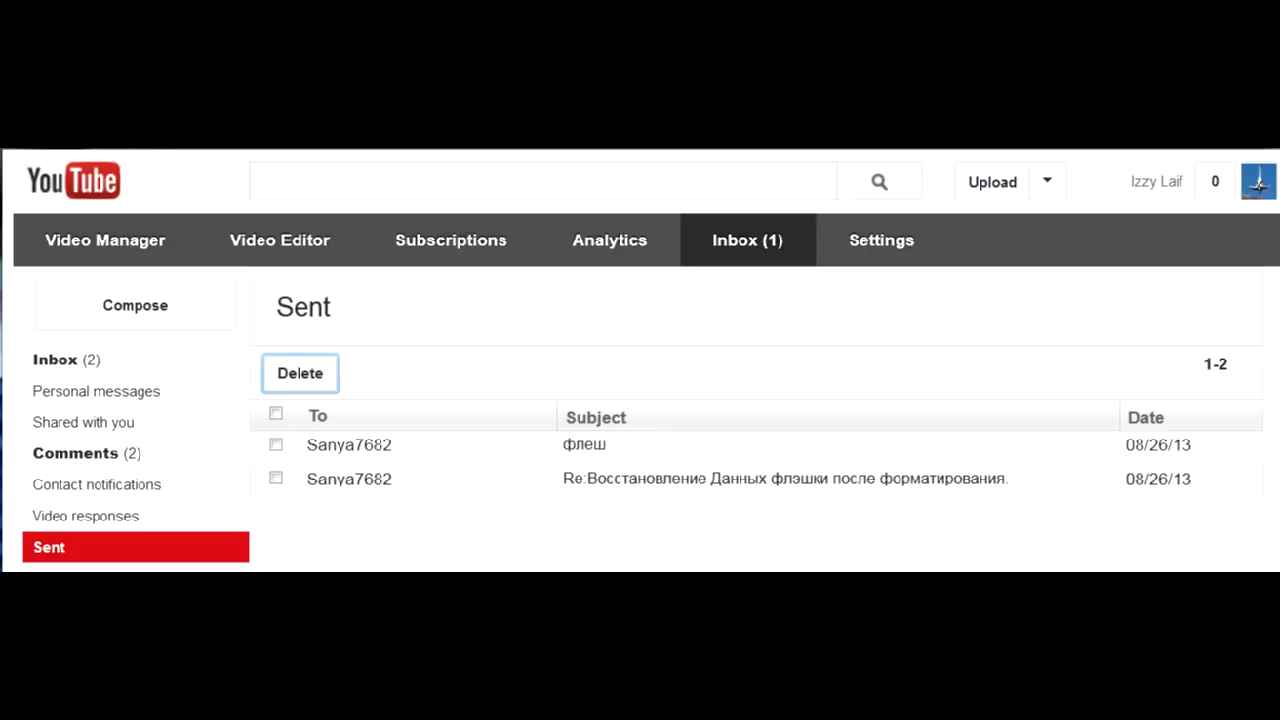 YouTube
Upload
Izzy Laif
0
Video Manager
Video Editor
Subscriptions
Analytics
Inbox (1)
Settings
Compose
Sent
Inbox (2)
Delete
1-2
Personal messages
Shared with you
To
Subject
Date
Comments (2)
Sanya7682
флеш
08/26/13
Contact notifications
Sanya7682
Re:Восстановление Данных флэшки после форматирования.
08/26/13
Video responses
Sent